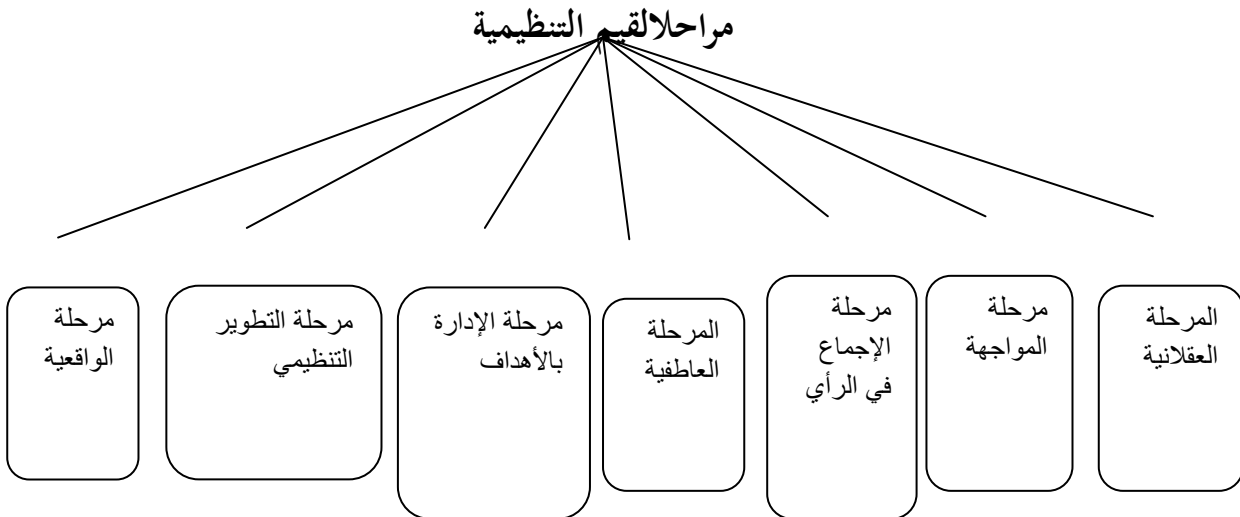 مراحلالقيم التنظيمية
المرحلة
العقلانية
مرحلة
المواجهة
مرحلة
الإجماع
في الرأي
المرحلة
العاطفية
مرحلة الإدارة
بالأهداف
مرحلة التطوير
التنظيمي
مرحلة
الواقعية